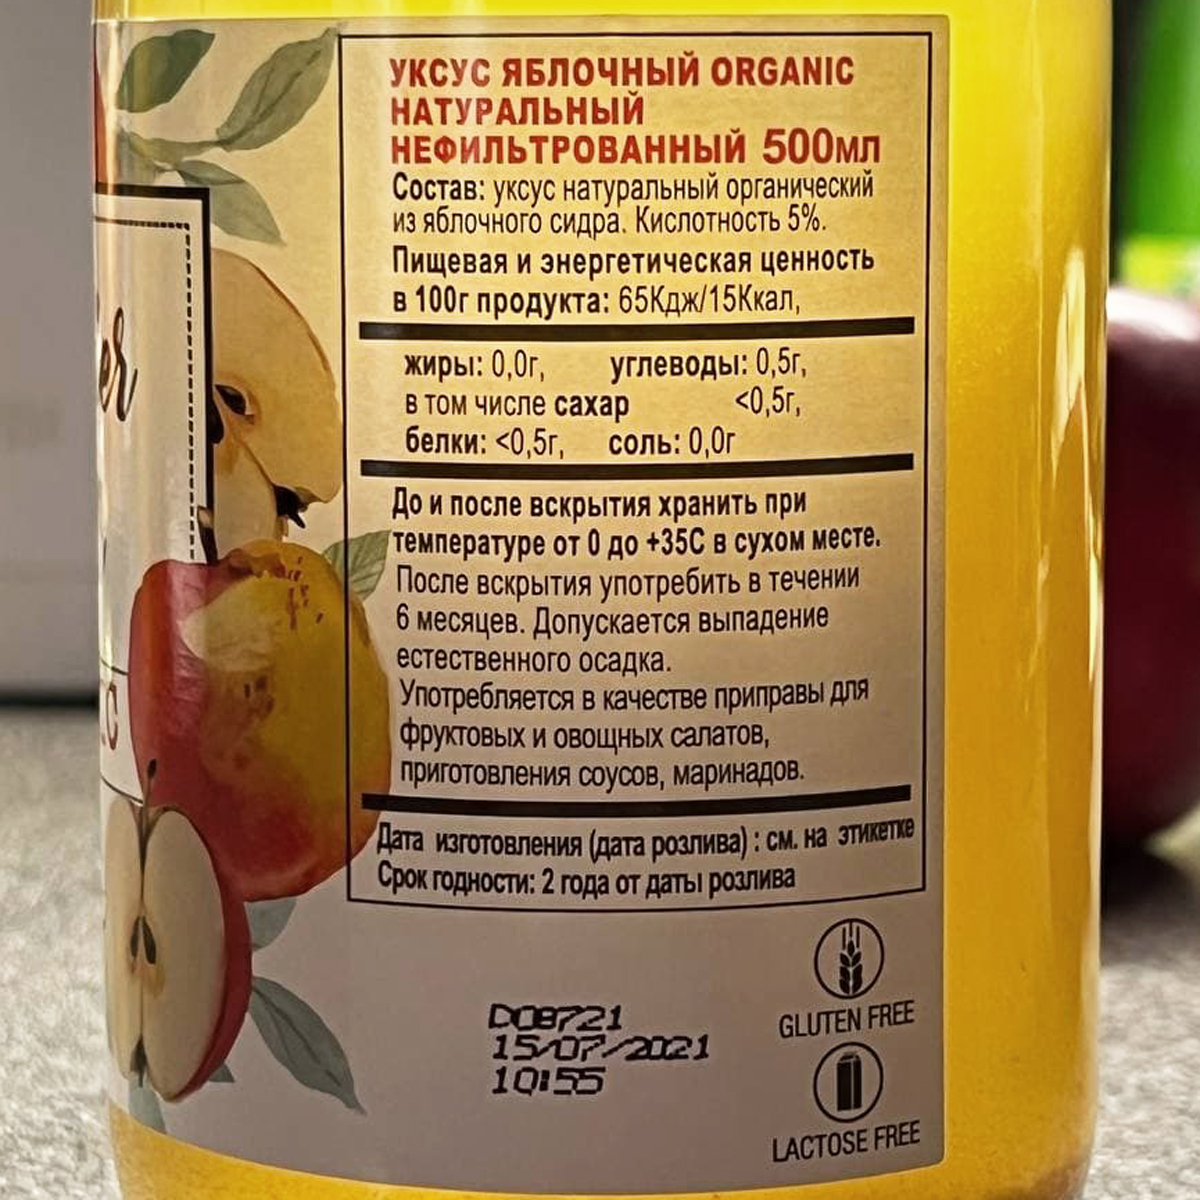 УКСУС ЯБЛОЧНЫЙ ORGANIC
НАТУРАЛЬНЫЙ
НЕФИЛЬТРОВАННЫЙ 500мл
Состав: уксус натуральный органический
из яблочного сидра. Кислотность 5%.
Пищевая и энергетическая ценность
в 100г продукта: 65Кдж/15Ккал,
жиры: 0,0г, углеводы: 0,5г,
в том числе сахар <0,5г,
белки: <0,5г, соль: 0,0г
До и после вскрытия хранить при
температуре от 0 до +35С в сухом месте.
После вскрытия употребить в течении
6 месяцев. Допускается выпадение
естественного осадка.
Употребляется в качестве приправы для
фруктовых и овощных салатов,
приготовления соусов, маринадов.
Дата изготовления (дата розлива) : см. на этикетке
Срок годности: 2 года от даты розлива
D08721
15/07/2021
10:55
GLUTEN FREE
LACTOSE FREE